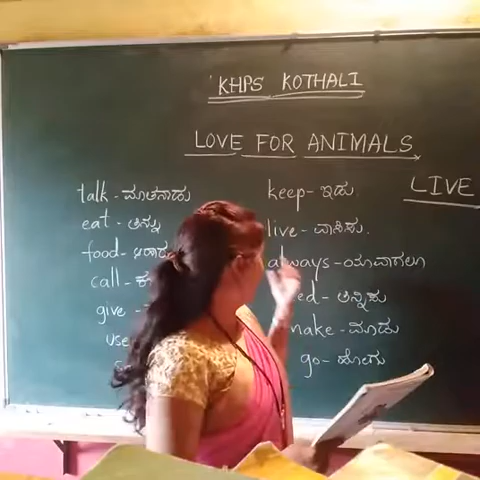 KHPS KOTHALI
LOVE FOR ANIMALS
LIVE
talk - ಮಾತನಾಡು
eat - ತಿನ್ನು
food -
call -
give -
use
keep - ಇಡು.
live - ವಾಸಿಸು.
always - ಯಾವಾಗಲೂ
ed - ತಿನ್ನಿಸು
make - ಮಾಡು
go - ಹೋಗು